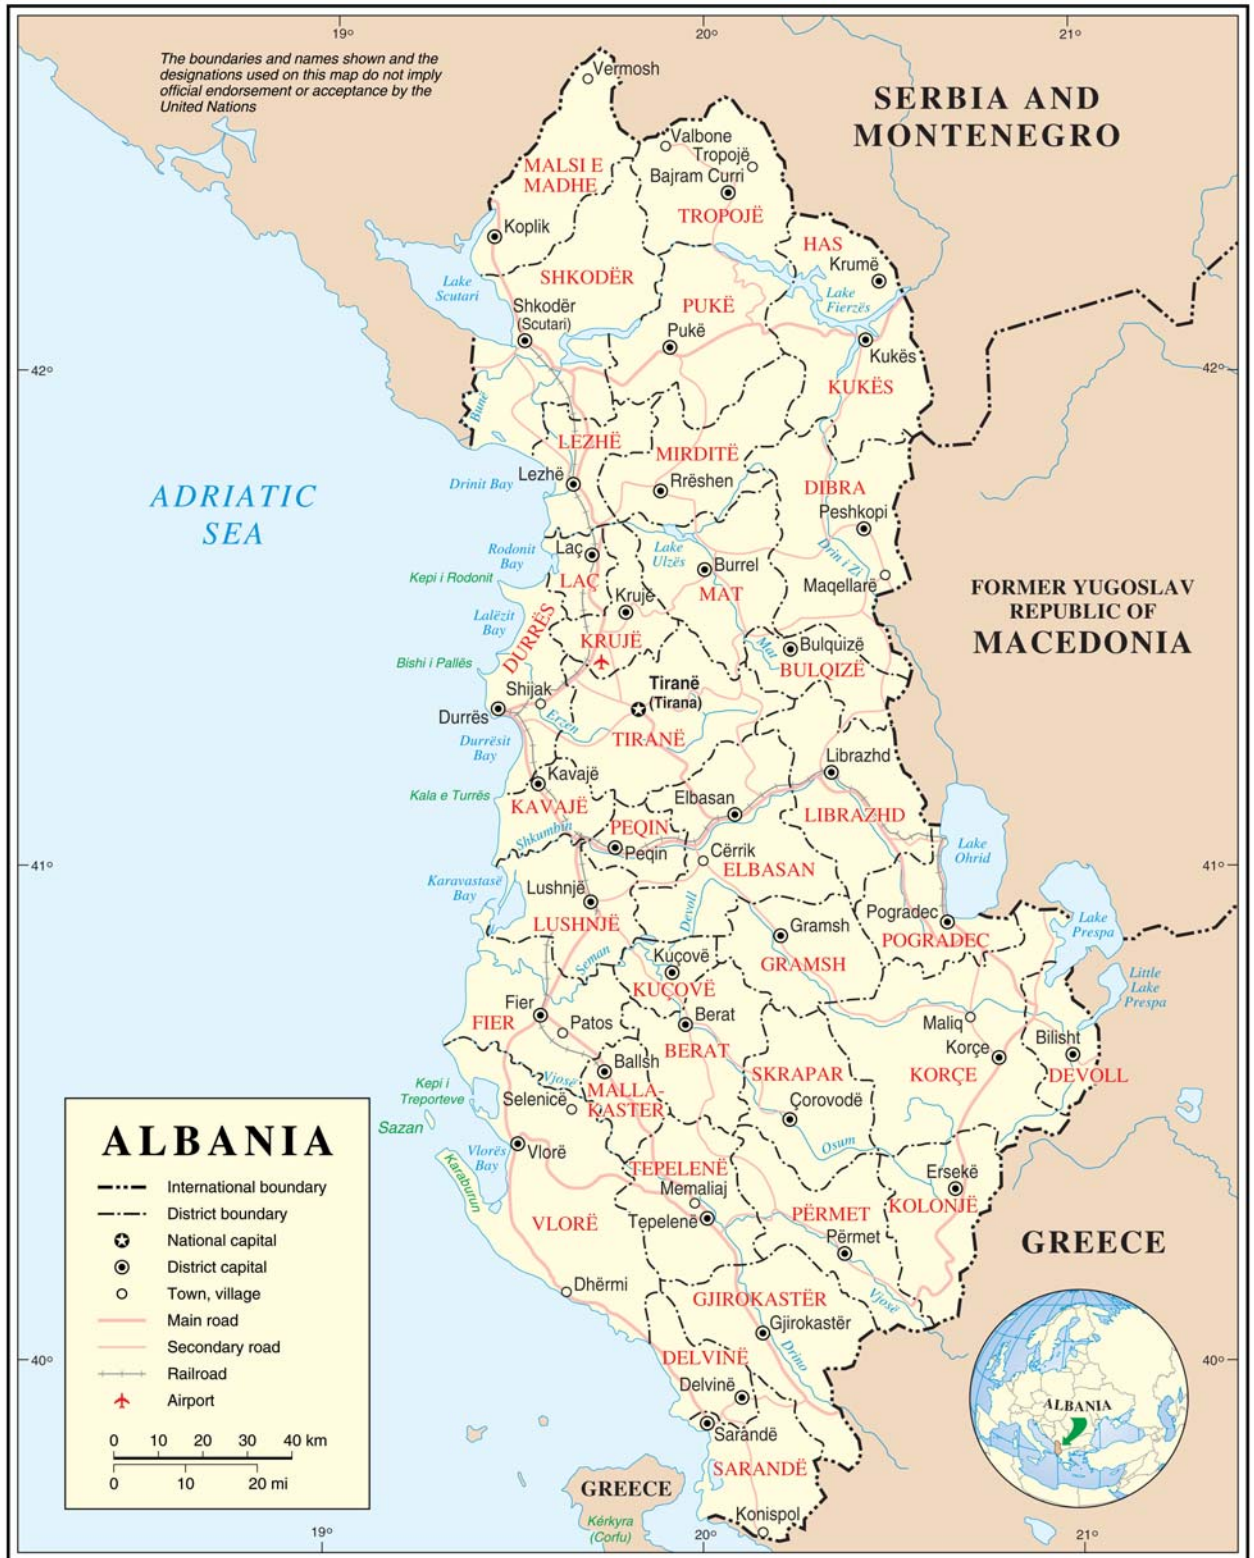 19°
20°
21°
The boundaries and names shown and the
designations used on this map do not imply
official endorsement or acceptance by the
United Nations
Vermosh
SERBIA AND
MONTENEGRO
Valbone
Tropojë
Bajram Curri
MALSI E
MADHE
TROPOJË
Koplik
HAS
Krumë
SHKODËR
Lake
Scutari
Lake
Fierzës
PUKË
Shkodër
(Scutari)
Pukë
Kukës
42°
42°
KUKËS
Bunë
LEZHË
MIRDITË
Lezhë
Drinit Bay
Rrëshen
DIBRA
Peshkopi
ADRIATIC
SEA
Drin i Zi
Rodonit
Bay
Laç
Lake
Ulzës
Burrel
Kepi i Rodonit
LAÇ
MAT
Maqellarë
FORMER YUGOSLAV
REPUBLIC OF
MACEDONIA
Krujë
Lalëzit
Bay
DURRËS
KRUJË
Mat
Bulquizë
BULQIZË
Bishi i Pallës
Shijak
Tiranë
(Tirana)
Durrës
Erzen
TIRANË
Durrësit
Bay
Librazhd
Kavajë
Kala e Turrës
KAVAJË
Elbasan
LIBRAZHD
Shkumbin
PEQIN
Peqin
Cërrik
ELBASAN
Lake
Ohrid
41°
41°
Karavastasë
Bay
Lushnjë
LUSHNJË
Devoll
Pogradec
POGRADEC
Gramsh
GRAMSH
Lake
Prespa
Seman
Kuçovë
KUÇOVË
Little
Lake
Prespa
Fier
FIER
Patos
Berat
BERAT
Maliq
Korçe
Bilisht
Ballsh
SKRAPAR
KORÇE
DEVOLL
Vjosë
MALLA-
KASTER
Kepi i
Treporteve
Selenicë
Çorovodë
Sazan
Vlorë
Vlorës
Bay
Osum
Karaburun
TEPELENË
Memaliaj
Tepelenë
Ersekë
KOLONJË
VLORË
PËRMET
Përmet
GREECE
Dhërmi
GJIROKASTËR
Vjosë
Gjirokastër
Drino
40°
40°
DELVINË
Delvinë
Sarandë
SARANDË
GREECE
Kérkyra
(Corfu)
Konispol
ALBANIA
International boundary
District boundary
National capital
District capital
Town, village
Main road
Secondary road
Railroad
Airport
0 10 20 30 40 km
0 10 20 mi
ALBANIA
19°
20°
21°